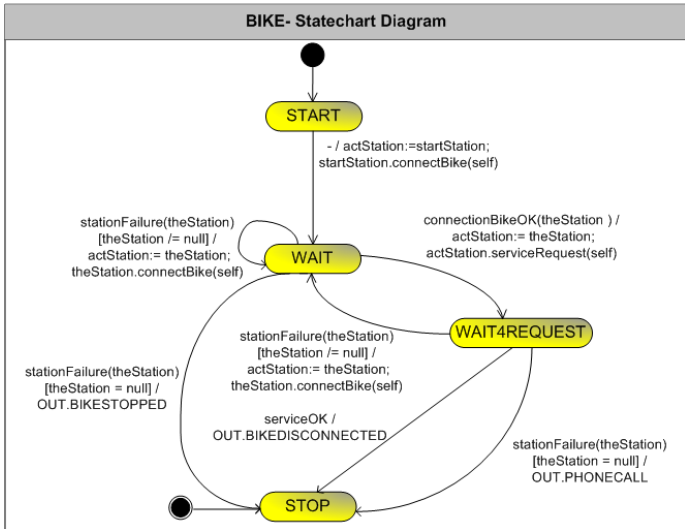 BIKE- Statechart Diagram
START
- / actStation:=startStation;
startStation.connectBike(self)
stationFailure(theStation)
[theStation /= null] /
actStation:= theStation;
theStation.connectBike(self)
connectionBikeOK(theStation ) /
actStation:= theStation;
actStation.serviceRequest(self)
WAIT
WAIT4REQUEST
stationFailure(theStation)
[theStation /= null] /
actStation:= theStation;
theStation.connectBike(self)
stationFailure(theStation)
[theStation = null] /
OUT.BIKESTOPPED
serviceOK /
OUT.BIKEDISCONNECTED
stationFailure(theStation)
[theStation = null] /
OUT.PHONECALL
STOP